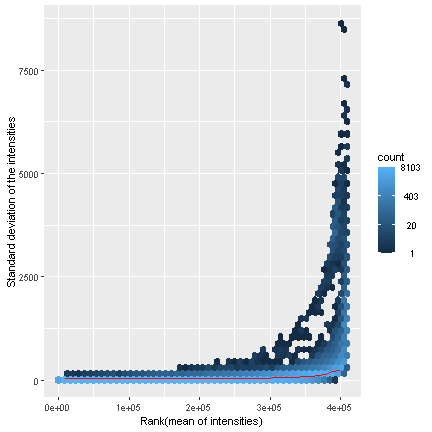 7500
5000
2500
0
Standard deviation of the intensities
0e+00
1e+05
2e+05
3e+05
4e+05
Rank(mean of intensities)
count
8103
403
20
1